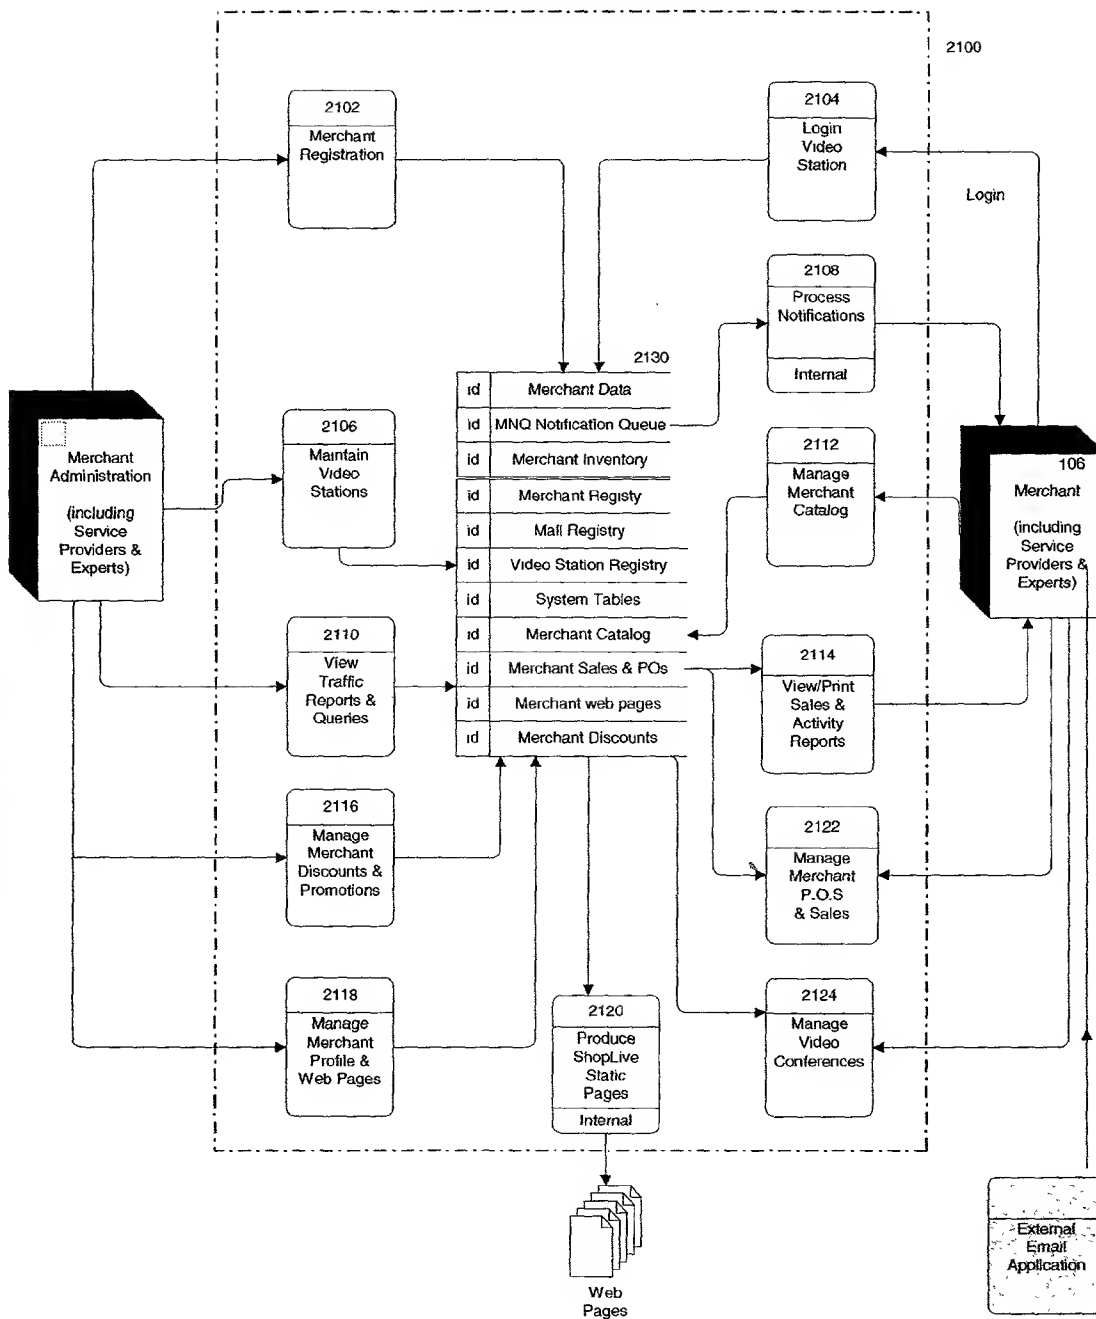 2100
2102
Merchant
Registration
2104
Login
Video
Station
Login
2108
Process
Notifications
Internal
2130
id Merchant Data
id MNQ Notification Queue
id Merchant Inventory
id Merchant Registy
id Mall Registry
id Video Station Registry
id System Tables
id Merchant Catalog
id Merchant Sales & POs
id Merchant web pages
id Merchant Discounts
Merchant
Administration
(including
Service
Providers &
Experts)
2106
Maintain
Video
Stations
2112
Manage
Merchant
Catalog
106
Merchant
(including
Service
Providers &
Experts)
2110
View
Traffic
Reports &
Queries
2114
View/Print
Sales &
Activity
Reports
2116
Manage
Merchant
Discounts &
Promotions
2122
Manage
Merchant
P.O.S
& Sales
2118
Manage
Merchant
Profile &
Web Pages
2120
Produce
ShopLive
Static
Pages
Internal
2124
Manage
Video
Conferences
Web
Pages
External
Email
Application